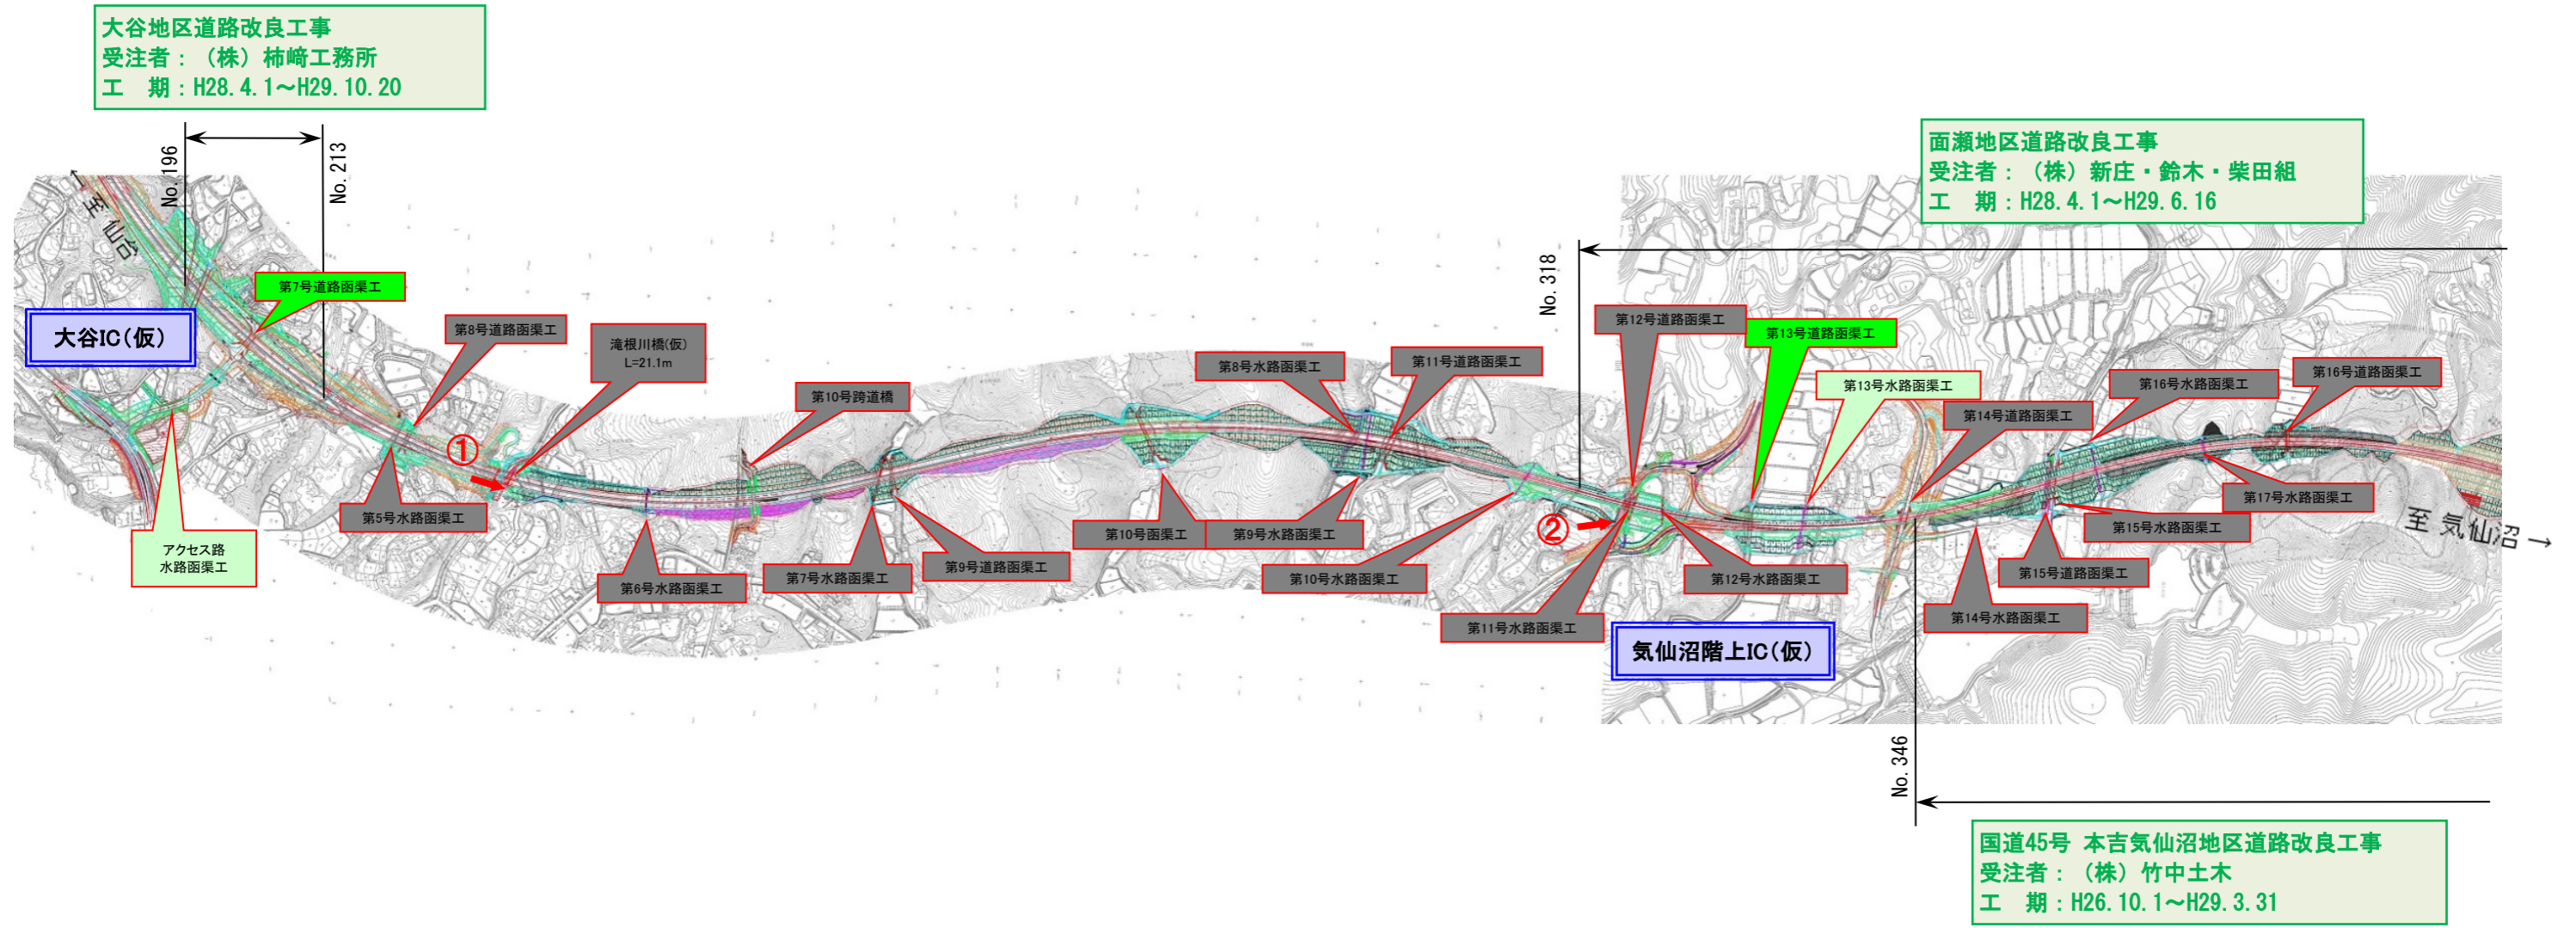 大谷地区道路改良工事
受注者：（株）柿﨑工務所
工　期：H28.4.1～H29.10.20
No.196
No.213
面瀬地区道路改良工事
受注者：（株）新庄・鈴木・柴田組
工　期：H28.4.1～H29.6.16
←至 仙台
No.318
第7号道路函渠工
大谷IC（仮）
第8号道路函渠工
滝根川橋(仮)
L=21.1m
第10号跨道橋
第8号水路函渠工
第11号道路函渠工
第12号道路函渠工
第13号道路函渠工
第13号水路函渠工
第14号道路函渠工
第16号水路函渠工
第16号道路函渠工
①
②
アクセス路
水路函渠工
第5号水路函渠工
第6号水路函渠工
第7号水路函渠工
第9号道路函渠工
第10号函渠工
第9号水路函渠工
第10号水路函渠工
第11号水路函渠工
第12号水路函渠工
気仙沼階上IC（仮）
第14号水路函渠工
第15号道路函渠工
第15号水路函渠工
第17号水路函渠工
至 気仙沼 →
No.346
国道45号 本吉気仙沼地区道路改良工事
受注者：（株）竹中土木
工　期：H26.10.1～H29.3.31